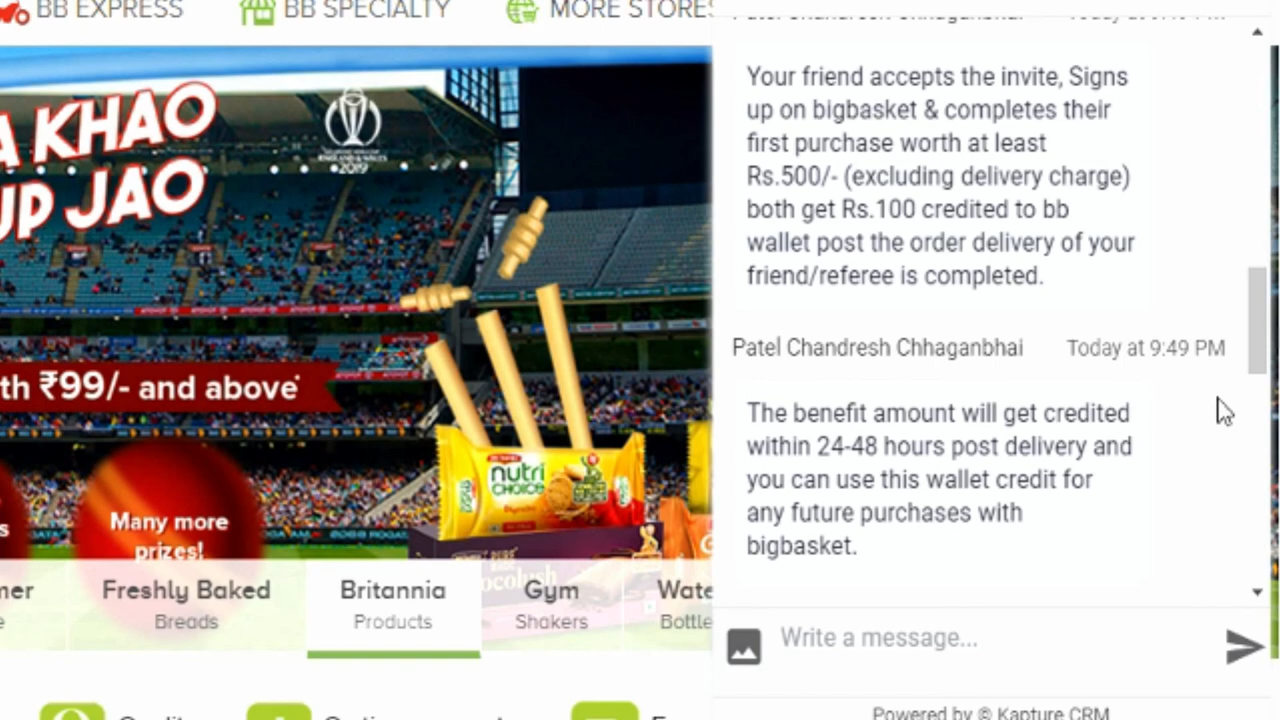 BB EXPRESS
BB SPECIALTY
MORE STORES
A KHAO
UP JAO
2019
th ₹99/- and above*
Many more
prizes!
nutri
CHOICE
Freshly Baked
Breads
Britannia
Products
Gym
Shakers
Wate
Bottle
Your friend accepts the invite, Signs
up on bigbasket & completes their
first purchase worth at least
Rs.500/- (excluding delivery charge)
both get Rs.100 credited to bb
wallet post the order delivery of your
friend/referee is completed.
Patel Chandresh Chhaganbhai Today at 9:49 PM
The benefit amount will get credited
within 24-48 hours post delivery and
you can use this wallet credit for
any future purchases with
bigbasket.
Write a message...
Powered by © Kapture CRM